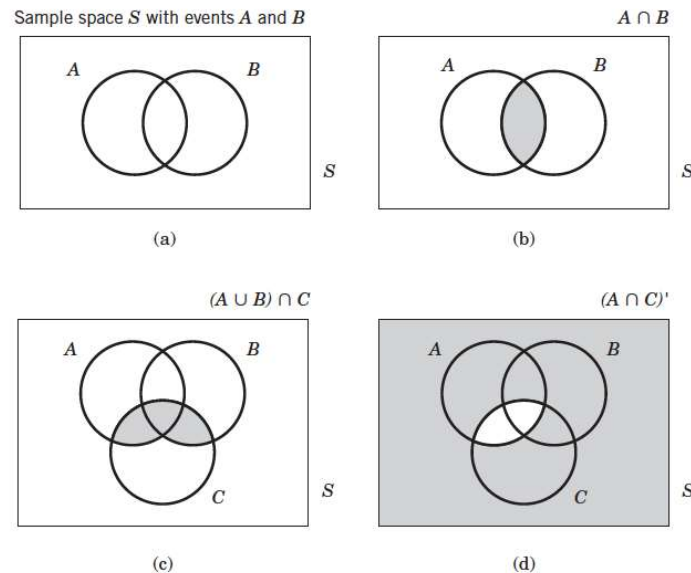 Sample space S with events A and B
A ∩ B
A
B
S
A
B
S
(a)
(b)
(A ∪ B) ∩ C
(A ∩ C)'
A
B
C
S
A
B
C
S
(c)
(d)